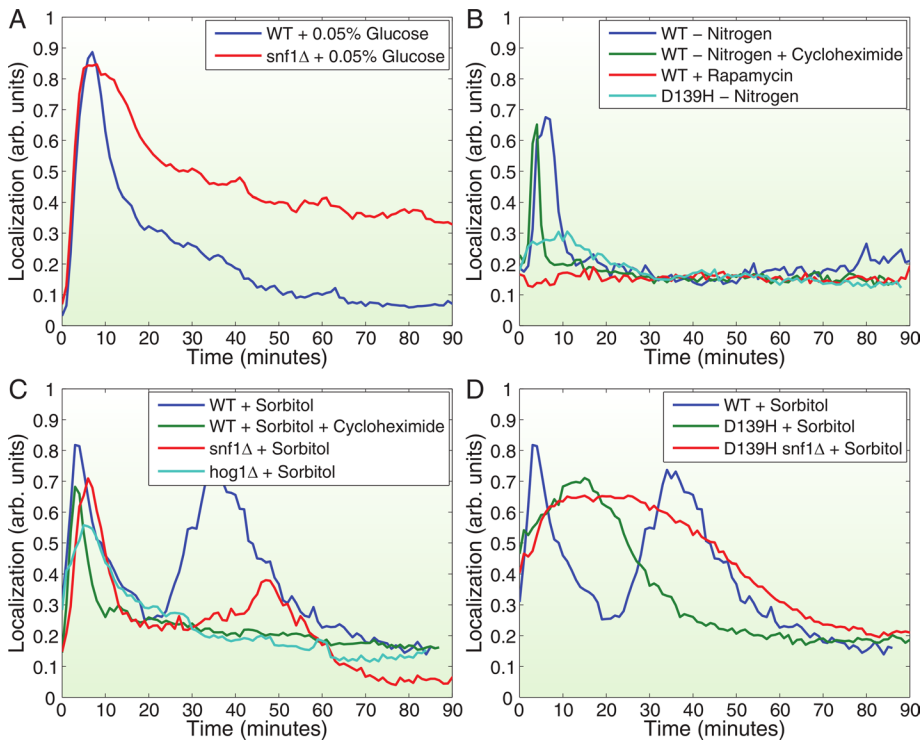 A
WT + 0.05% Glucose
snf1Δ + 0.05% Glucose
Localization (arb. units)
1
0.9
0.8
0.7
0.6
0.5
0.4
0.3
0.2
0.1
0
0 10 20 30 40 50 60 70 80 90
Time (minutes)
B
WT − Nitrogen
WT − Nitrogen + Cycloheximide
WT + Rapamycin
D139H − Nitrogen
Localization (arb. units)
1
0.9
0.8
0.7
0.6
0.5
0.4
0.3
0.2
0.1
0
0 10 20 30 40 50 60 70 80 90
Time (minutes)
C
WT + Sorbitol
WT + Sorbitol + Cycloheximide
snf1Δ + Sorbitol
hog1Δ + Sorbitol
Localization (arb. units)
1
0.9
0.8
0.7
0.6
0.5
0.4
0.3
0.2
0.1
0
0 10 20 30 40 50 60 70 80 90
Time (minutes)
D
WT + Sorbitol
D139H + Sorbitol
D139H snf1Δ + Sorbitol
Localization (arb. units)
1
0.9
0.8
0.7
0.6
0.5
0.4
0.3
0.2
0.1
0
0 10 20 30 40 50 60 70 80 90
Time (minutes)